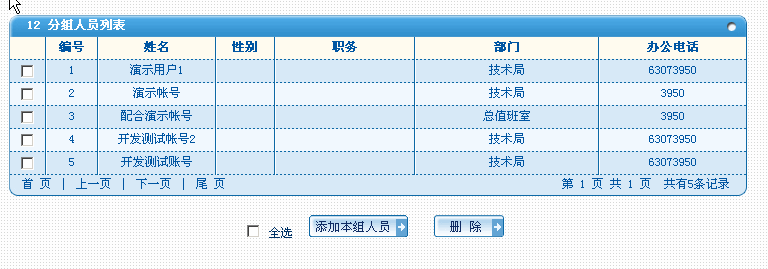 12 分组人员列表
编号 姓名 性别 职务 部门 办公电话
1 演示用户1 技术局 63073950
2 演示帐号 技术局 3950
3 配合演示帐号 总值班室 3950
4 开发测试帐号2 技术局 63073950
5 开发测试账号 技术局 63073950
首 页 | 上一页 | 下一页 | 尾 页 第 1 页 共 1 页 共有5条记录
全选 添加本组人员 删 除